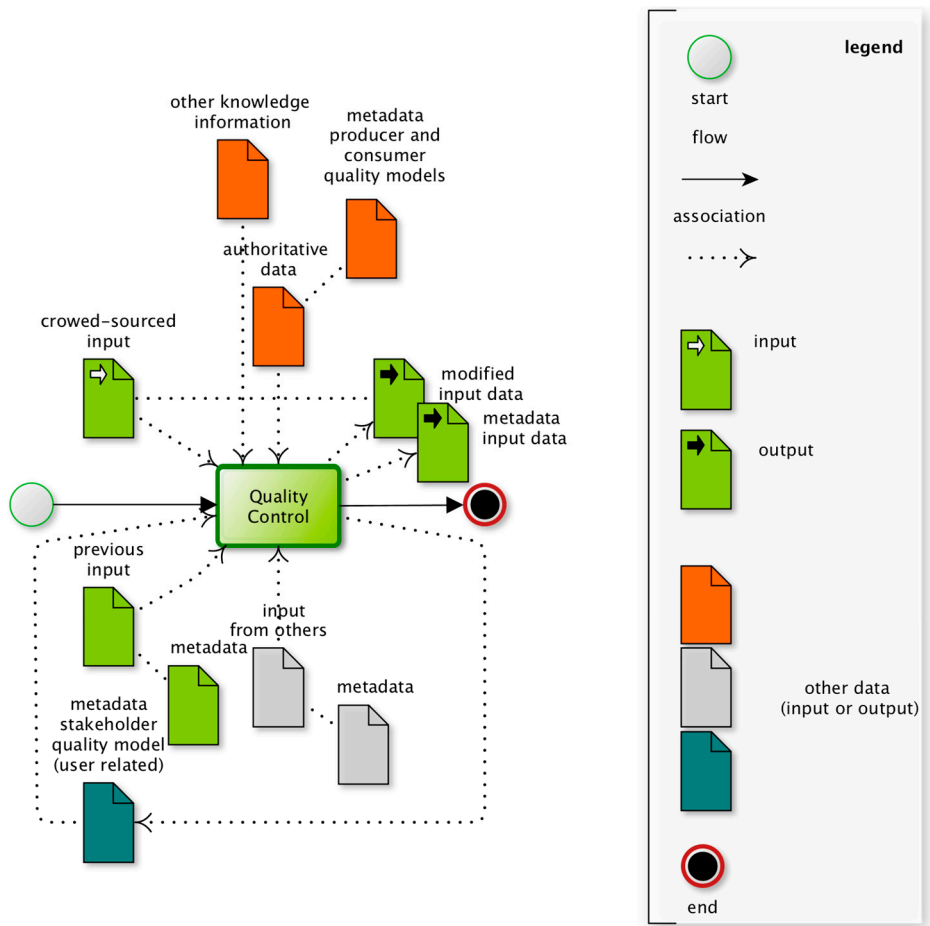 other knowledge
information
metadata
producer and
consumer
quality models
authoritative
data
crowed-sourced
input
modified
input data
metadata
input data
Quality
Control
previous
input
metadata
input
from others
metadata
metadata
stakeholder
quality model
(user related)
legend
start
flow
association
input
output
other data
(input or output)
end